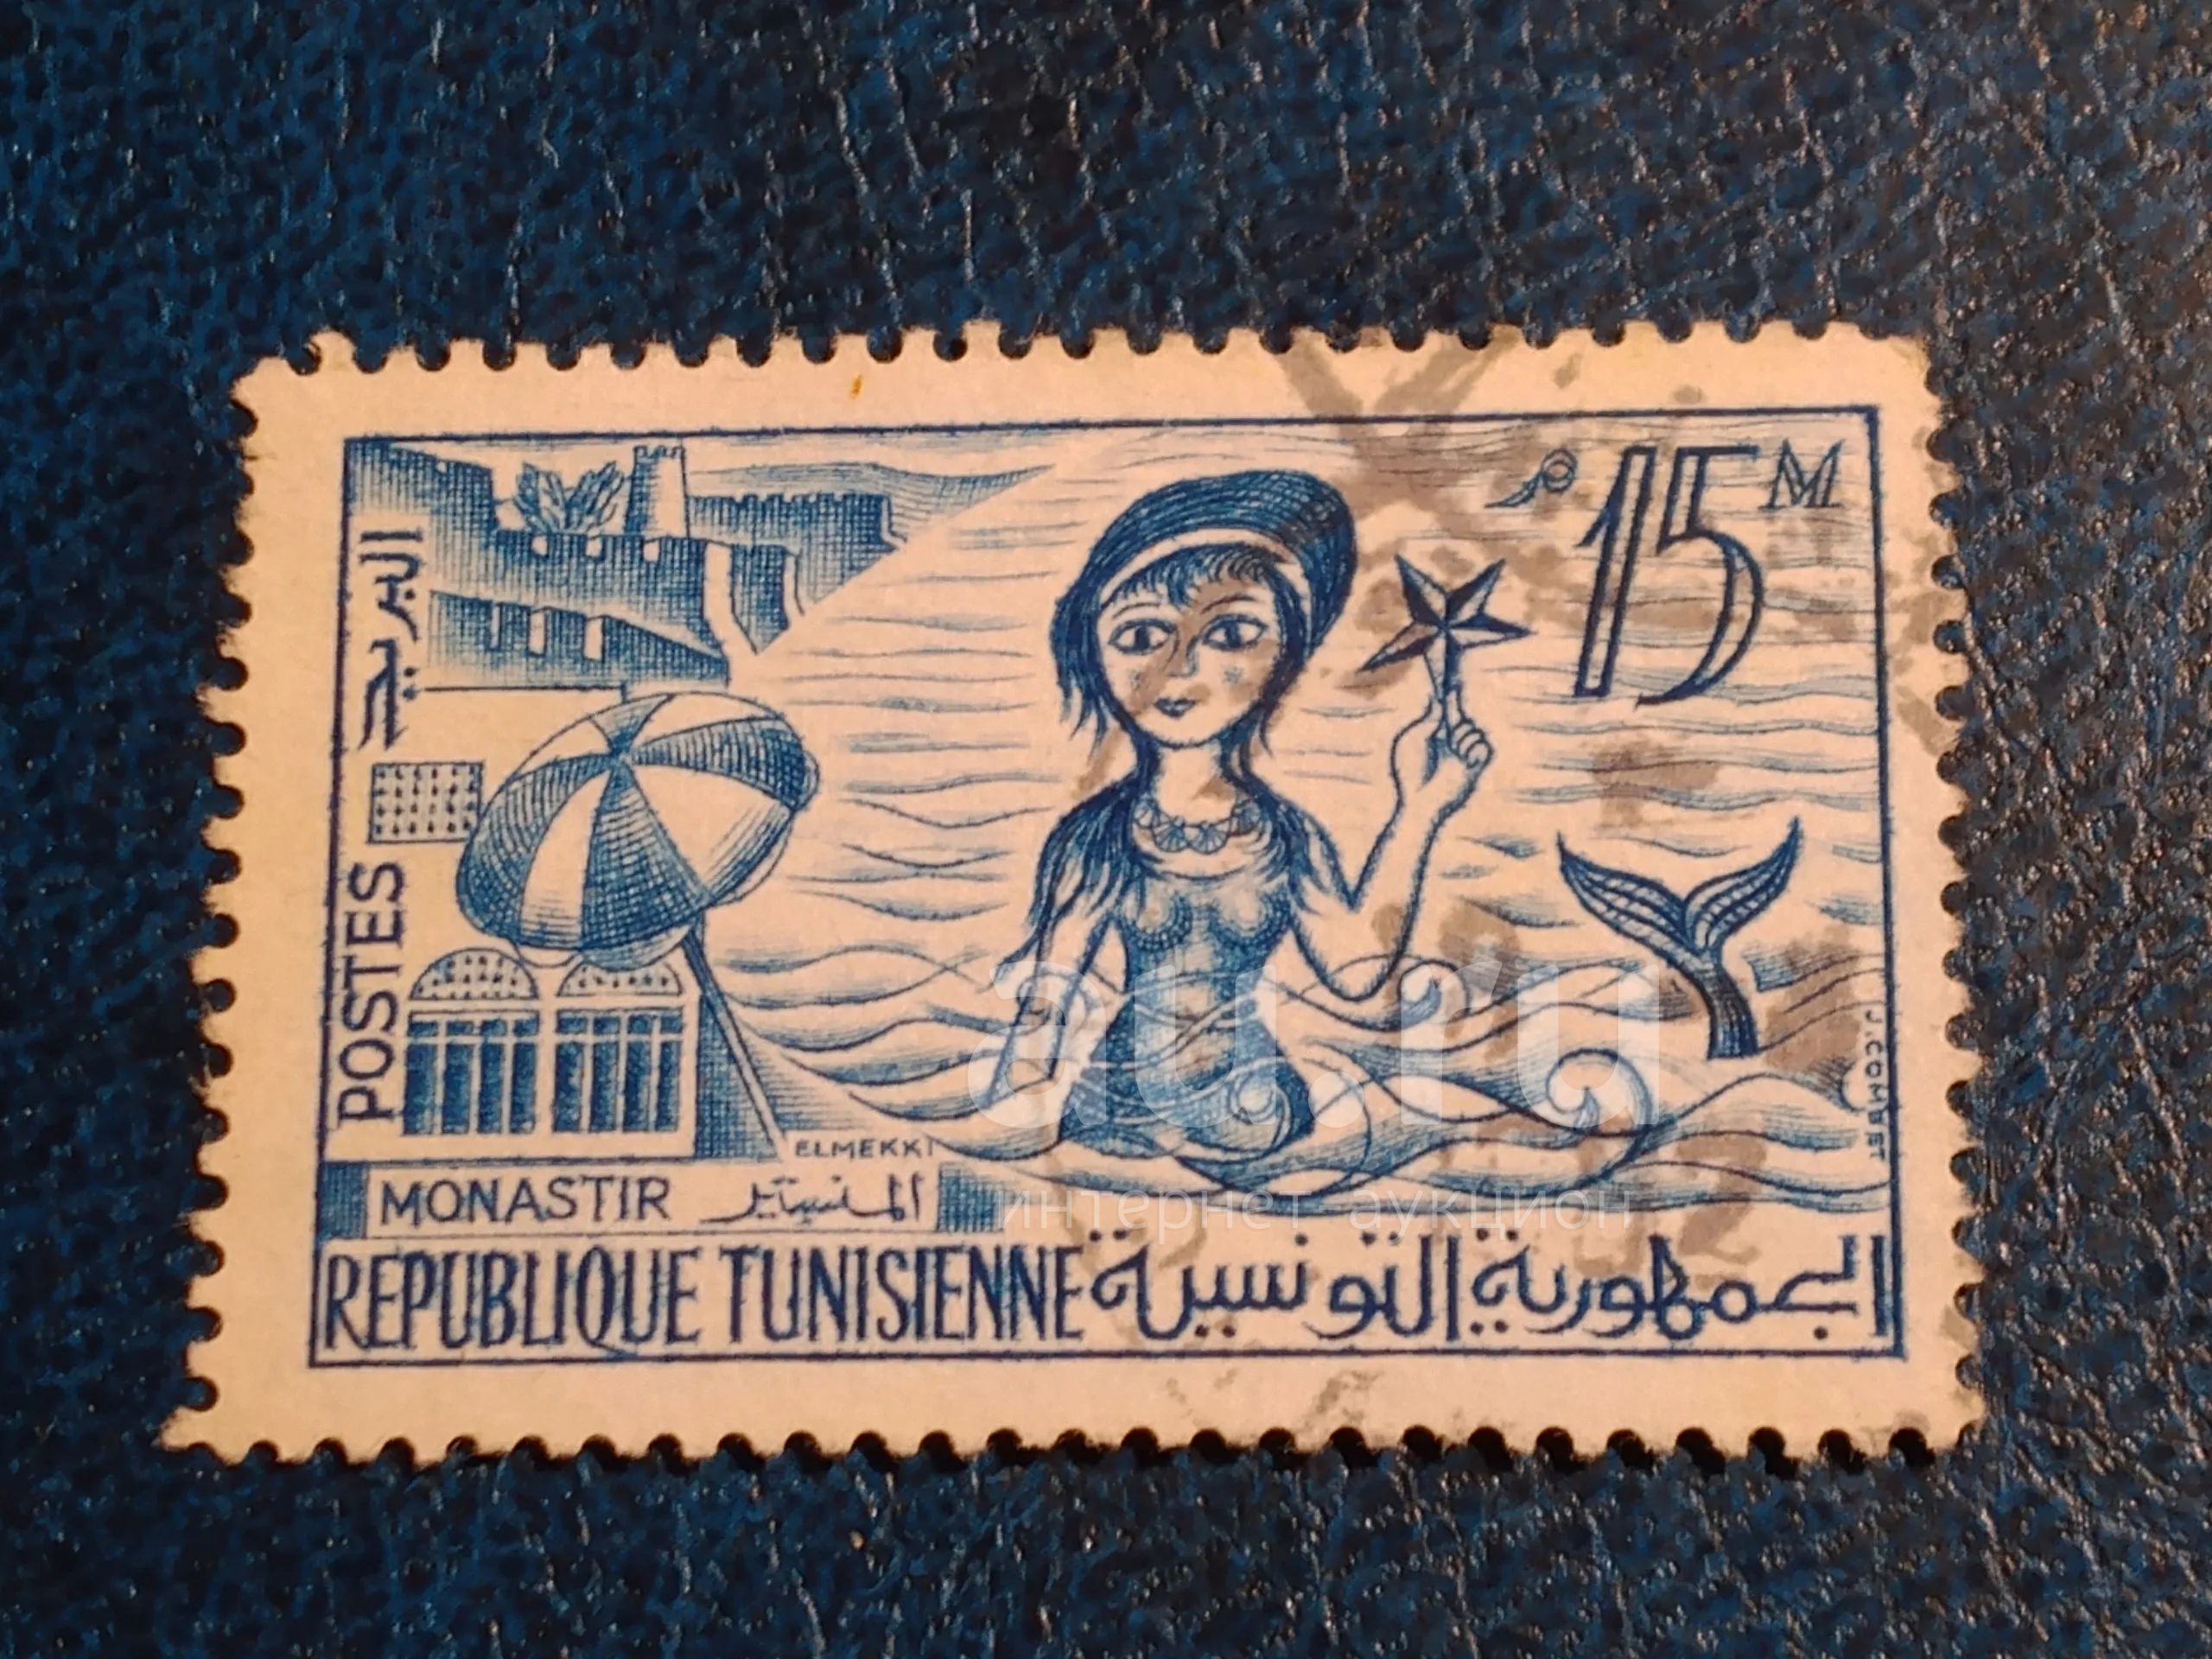 م 15 M
البريد
POSTES
ELMEKKI
J. COMBET
MONASTIR المنستير
REPUBLIQUE TUNISIENNE الجمهورية التونسية
au.ru
интернет аукцион